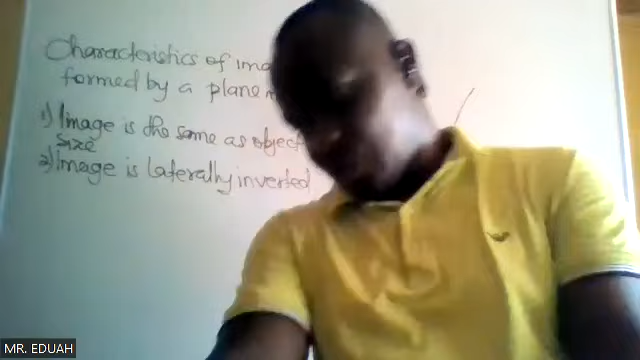 Characteristics of ima
formed by a plane
1) Image is the same as object
size
2) Image is laterally inverted
MR. EDUAH